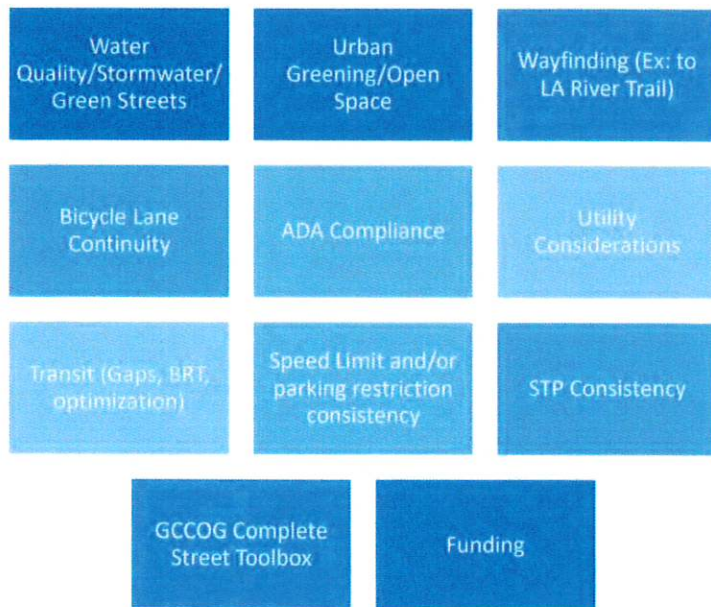 Water
Quality/Stormwater/
Green Streets
Urban
Greening/Open
Space
Wayfinding (Ex: to
LA River Trail)
Bicycle Lane
Continuity
ADA Compliance
Utility
Considerations
Transit (Gaps, BRT,
optimization)
Speed Limit and/or
parking restriction
consistency
STP Consistency
GCCOG Complete
Street Toolbox
Funding